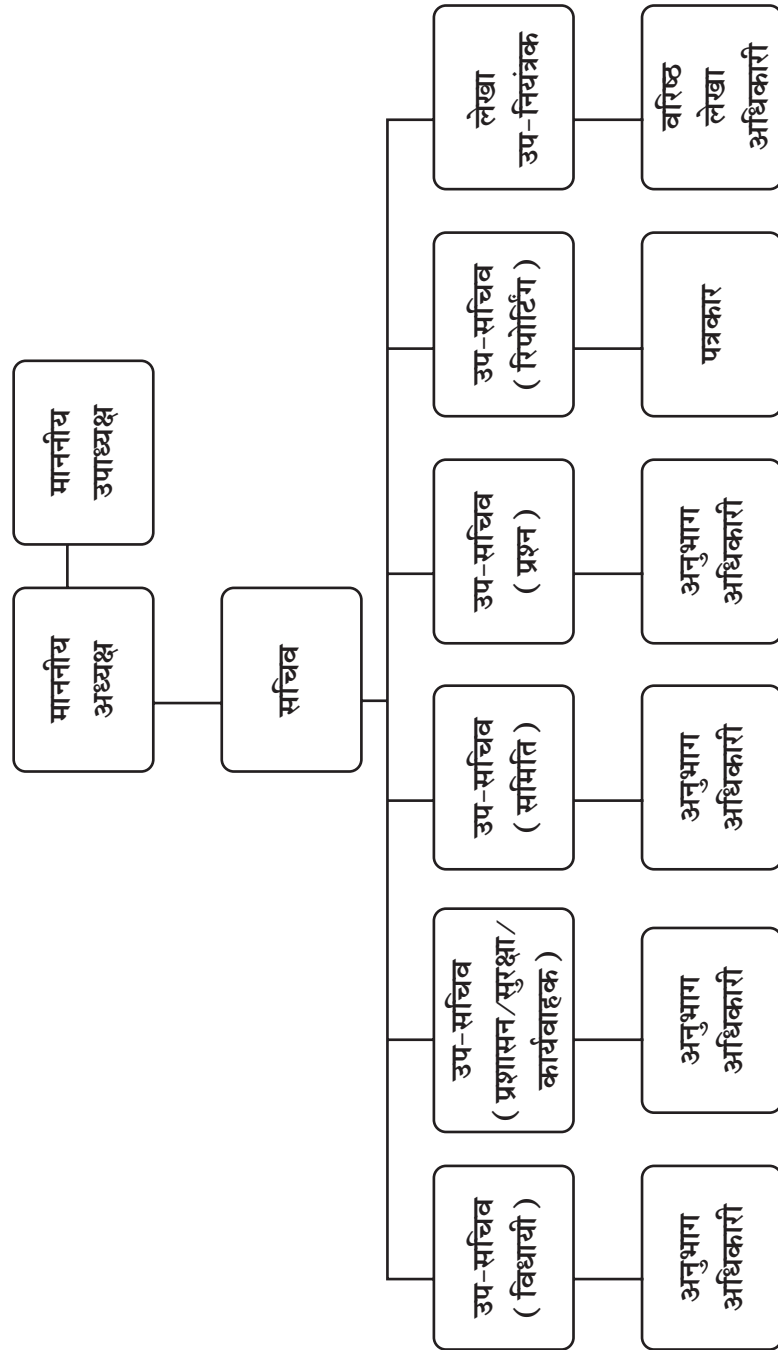 माननीय
अध्यक्ष
माननीय
उपाध्यक्ष
सचिव
उप-सचिव
( विधायी )
उप-सचिव
( प्रशासन/सुरक्षा/
कार्यवाहक )
उप-सचिव
( समिति )
उप-सचिव
( प्रश्न )
उप-सचिव
( रिपोर्टिंग )
लेखा
उप-नियंत्रक
अनुभाग
अधिकारी
अनुभाग
अधिकारी
अनुभाग
अधिकारी
अनुभाग
अधिकारी
पत्रकार
वरिष्ठ
लेखा
अधिकारी